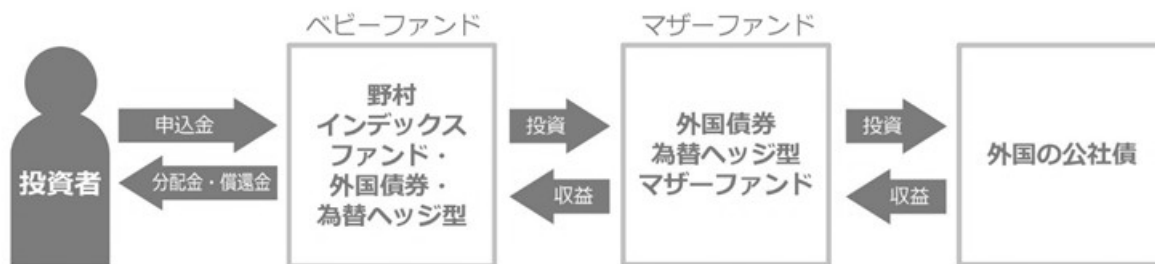 ベビーファンド
マザーファンド
投資者
申込金
分配金・償還金
野村
インデックス
ファンド・
外国債券・
為替ヘッジ型
投資
収益
外国債券
為替ヘッジ型
マザーファンド
投資
収益
外国の公社債